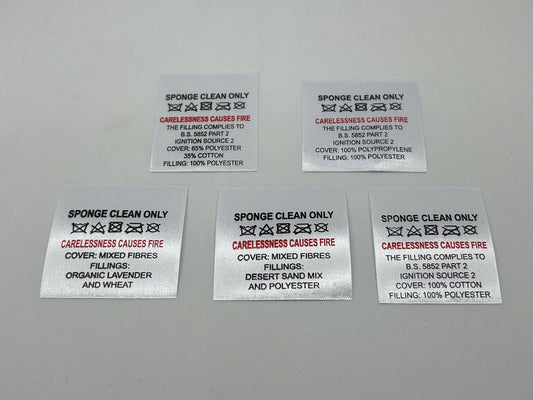 SPONGE CLEAN ONLY
CARELESSNESS CAUSES FIRE
THE FILLING COMPLIES TO
B.S. 5852 PART 2
IGNITION SOURCE 2
COVER: 65% POLYESTER
35% COTTON
FILLING: 100% POLYESTER
SPONGE CLEAN ONLY
CARELESSNESS CAUSES FIRE
THE FILLING COMPLIES TO
B.S. 5852 PART 2
IGNITION SOURCE 2
COVER: 100% POLYPROPYLENE
FILLING: 100% POLYESTER
SPONGE CLEAN ONLY
CARELESSNESS CAUSES FIRE
COVER: MIXED FIBRES
FILLINGS:
ORGANIC LAVENDER
AND WHEAT
SPONGE CLEAN ONLY
CARELESSNESS CAUSES FIRE
COVER: MIXED FIBRES
FILLINGS:
DESERT SAND MIX
AND POLYESTER
SPONGE CLEAN ONLY
CARELESSNESS CAUSES FIRE
THE FILLING COMPLIES TO
B.S. 5852 PART 2
IGNITION SOURCE 2
COVER: 100% COTTON
FILLING: 100% POLYESTER